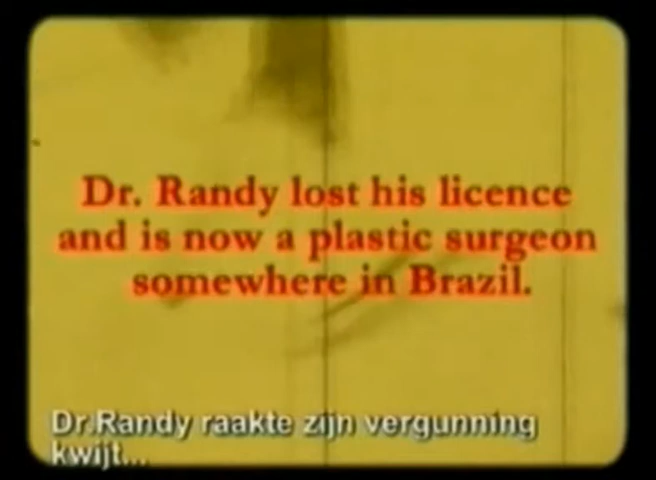 Dr. Randy lost his licence
and is now a plastic surgeon
somewhere in Brazil.
Dr.Randy raakte zijn vergunning
kwijt...